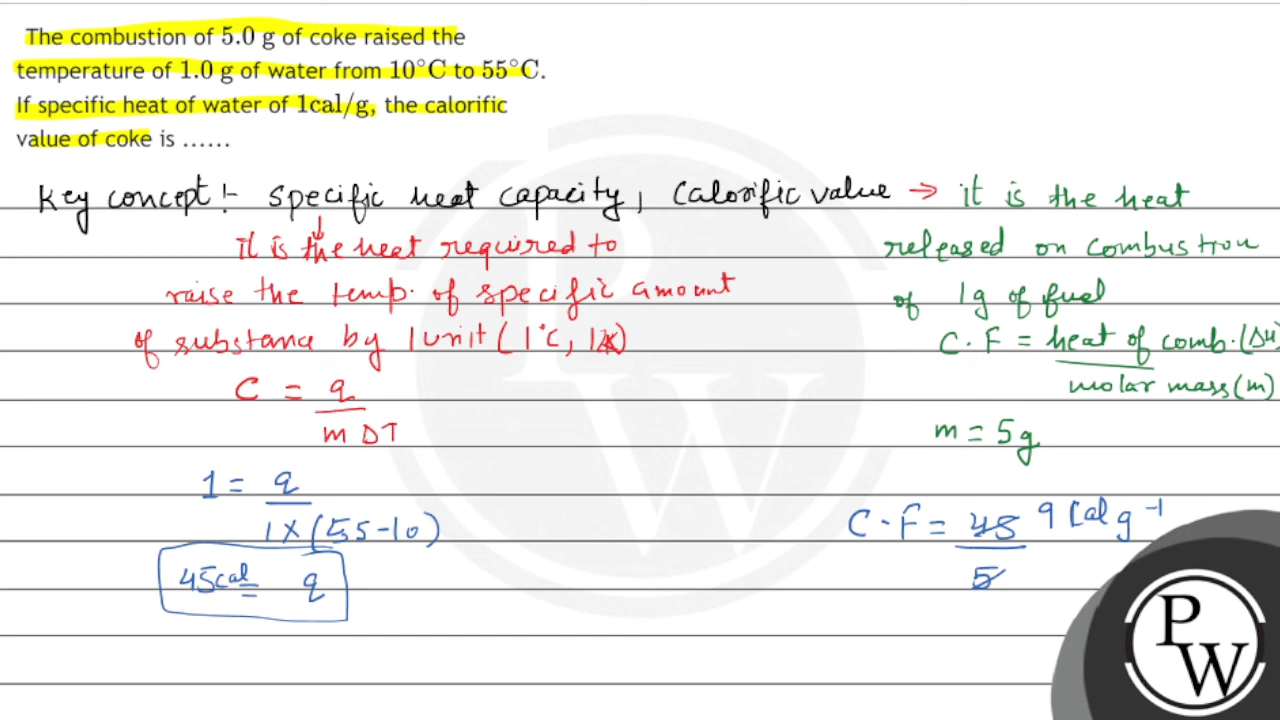 The combustion of 5.0 g of coke raised the
temperature of 1.0 g of water from 10°C to 55°C.
If specific heat of water of 1cal/g, the calorific
value of coke is ......
Key concept :- specific heat capacity, Calorific value → it is the heat
released on combustion
of 1g of fuel
C.F = heat of comb. (ΔH)
molar mass (m)
m = 5g
C.F = 45 9 Cal g⁻¹
5
It is the heat required to
raise the temp. of specific amount
of substance by 1 unit (1°C, 1K)
C = q
m ΔT
1 = q
1 × (55-10)
45cal = q
P
W